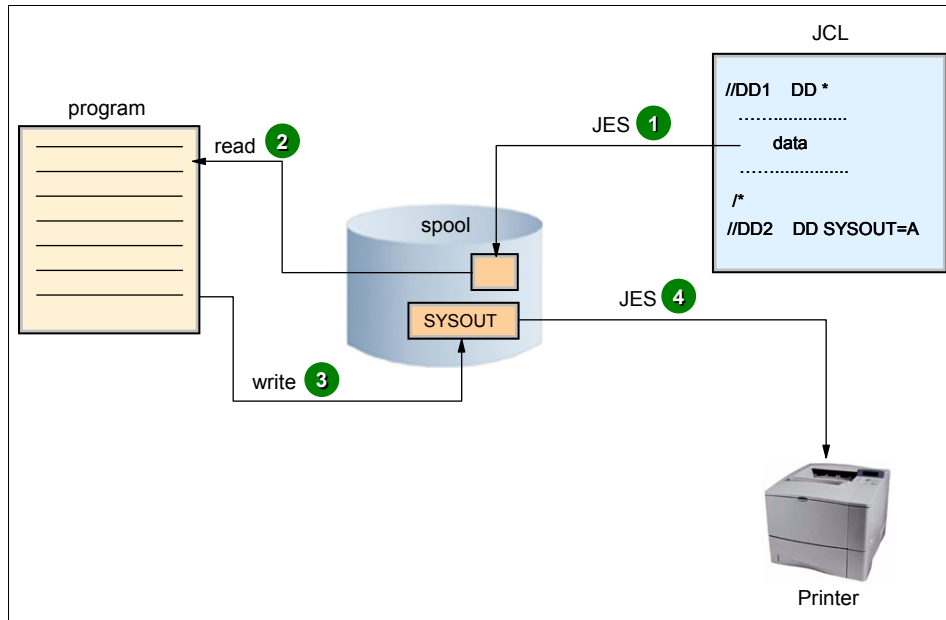 JCL
//DD1 DD *
........................
data
........................
/*
//DD2 DD SYSOUT=A
program
JES 1
read 2
spool
SYSOUT
JES 4
write 3
Printer